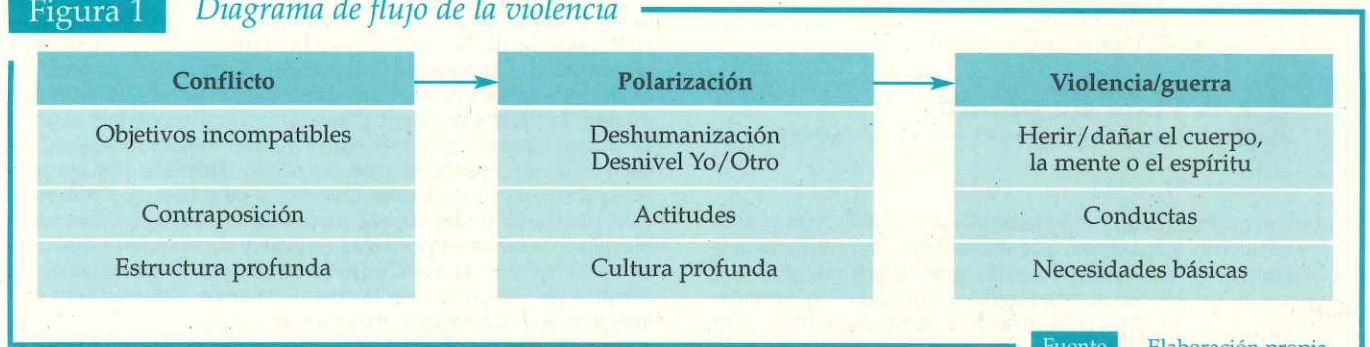 Figura 1
Diagrama de flujo de la violencia
Conflicto
Objetivos incompatibles
Contraposición
Estructura profunda
Polarización
Deshumanización
Desnivel Yo/Otro
Actitudes
Cultura profunda
Violencia/guerra
Herir/dañar el cuerpo,
la mente o el espíritu
Conductas
Necesidades básicas
Fuente
Elaboración propia